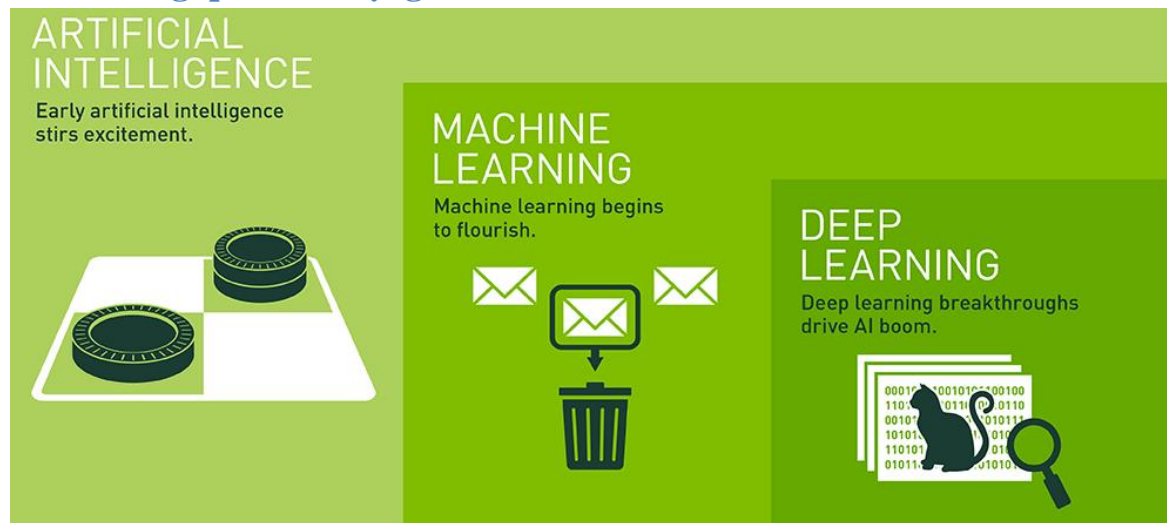 ARTIFICIAL
INTELLIGENCE
Early artificial intelligence
stirs excitement.
MACHINE
LEARNING
Machine learning begins
to flourish.
DEEP
LEARNING
Deep learning breakthroughs
drive AI boom.